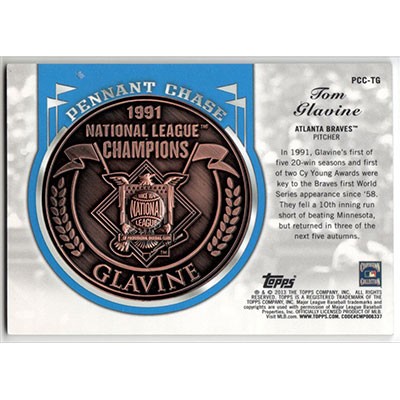 PCC-TG
PENNANT CHASE
1991
NATIONAL LEAGUE™
CHAMPIONS
NATIONAL
LEAGUE
GLAVINE
Tom
Glavine
ATLANTA BRAVES™
PITCHER
In 1991, Glavine's first of
five 20-win seasons and first
of two Cy Young Awards were
key to the Braves first World
Series appearance since '58.
They fell a 10th inning run
short of beating Minnesota,
but returned in three of the
next five autumns.
Topps
® & © 2013 THE TOPPS COMPANY, INC. ALL RIGHTS
RESERVED. TOPPS IS A REGISTERED TRADEMARK OF THE
TOPPS COMPANY, INC. Major League Baseball trademarks and
copyrights are used with permission of Major League Baseball
Properties, Inc. OFFICIALLY LICENSED PRODUCT OF MLB.
Visit MLB.com. WWW.TOPPS.COM. CODE#CMP006337